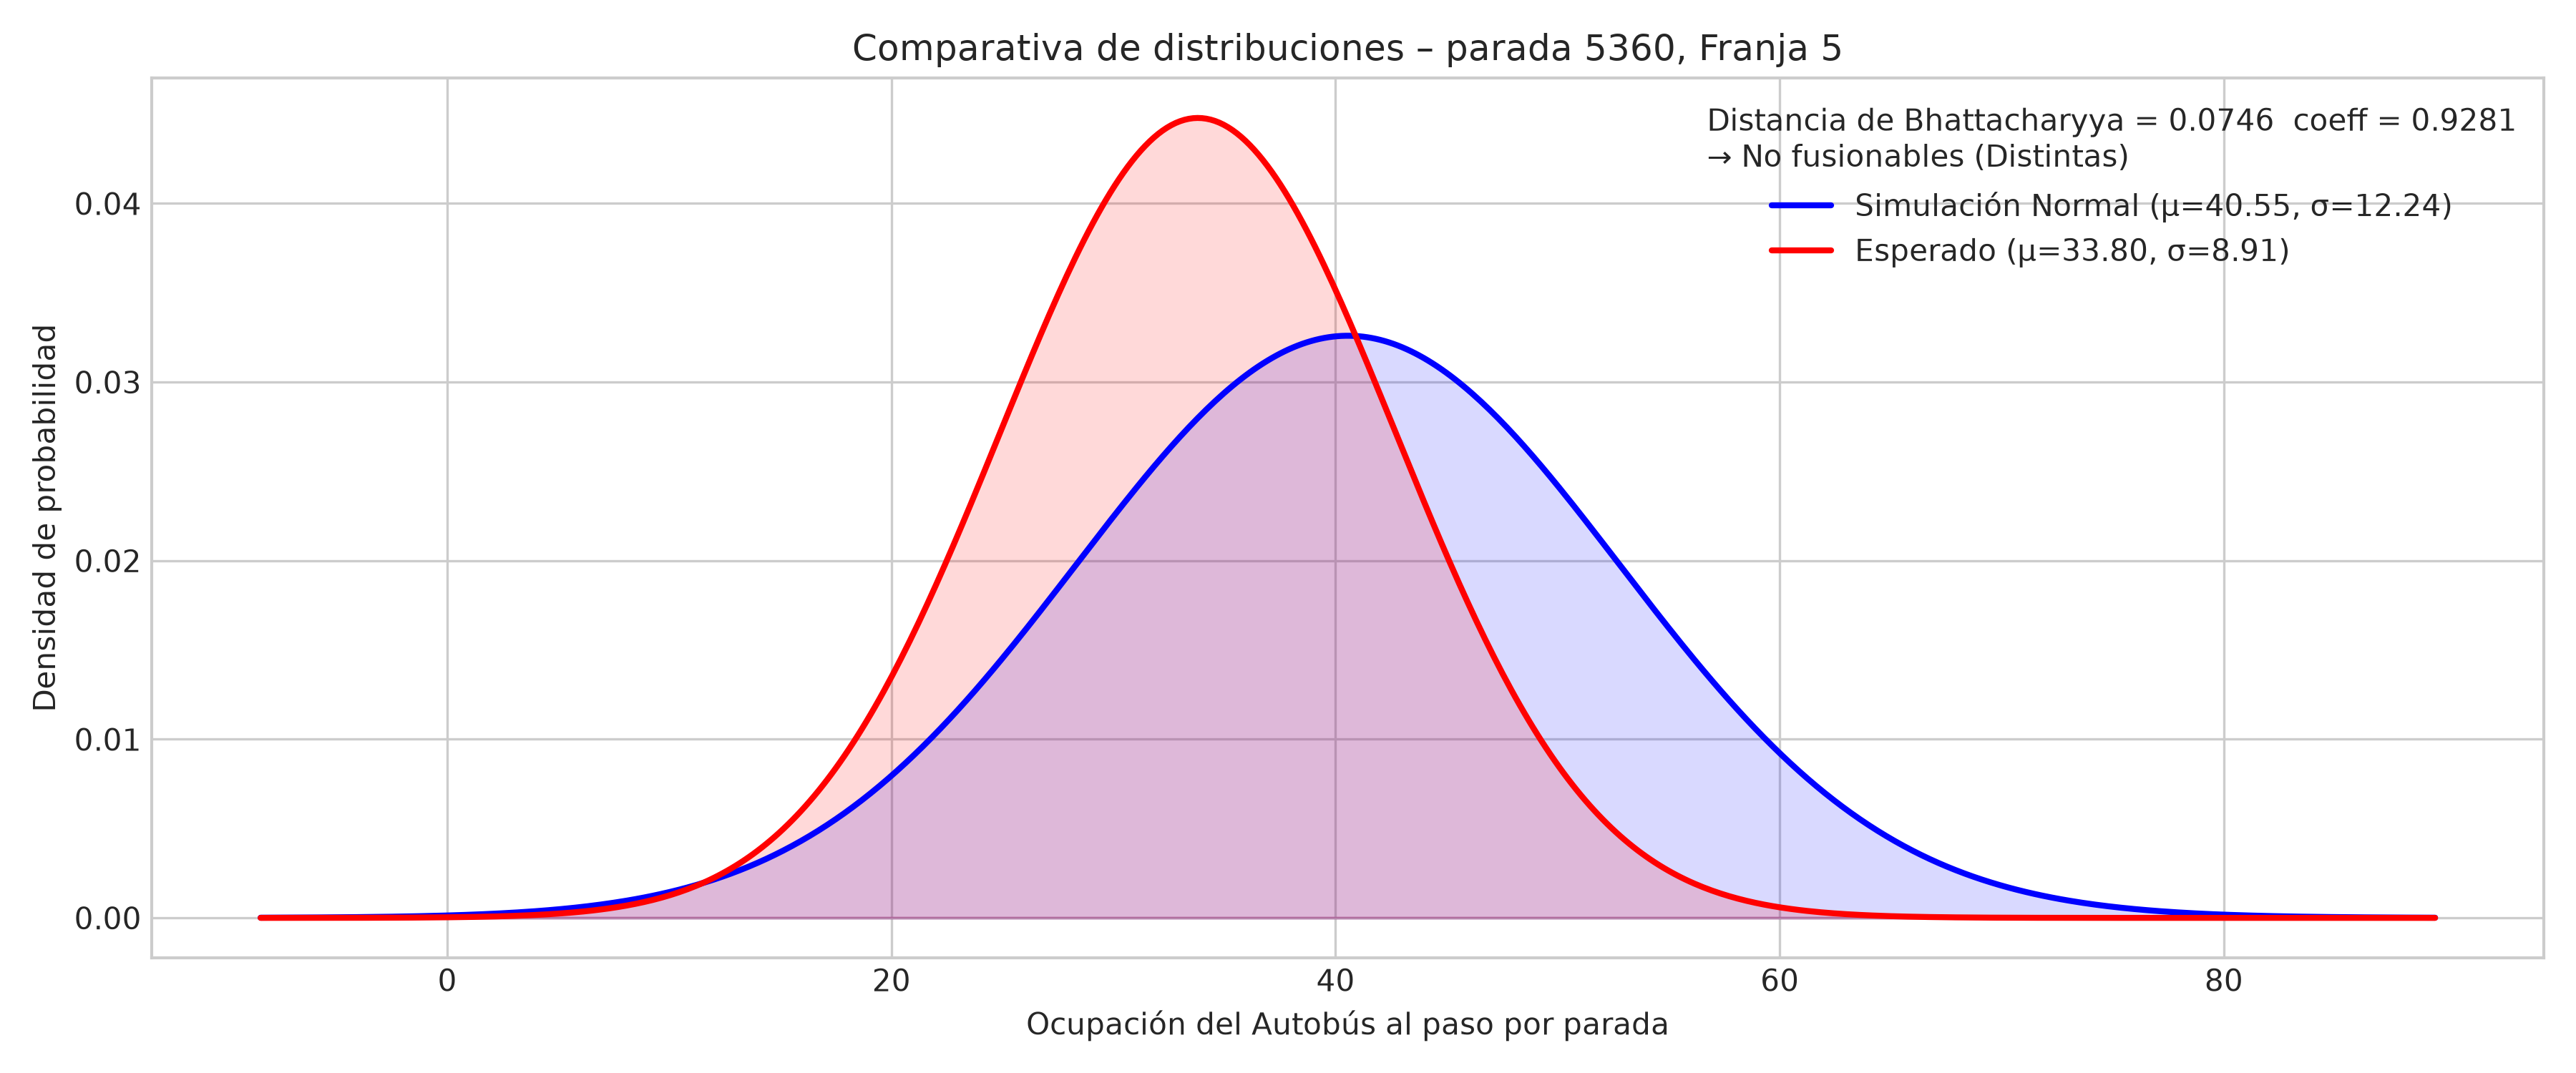 Comparativa de distribuciones – parada 5360, Franja 5
Distancia de Bhattacharyya = 0.0746  coeff = 0.9281
→ No fusionables (Distintas)
Simulación Normal (μ=40.55, σ=12.24)
Esperado (μ=33.80, σ=8.91)
Densidad de probabilidad
0.04
0.03
0.02
0.01
0.00
0
20
40
60
80
Ocupación del Autobús al paso por parada